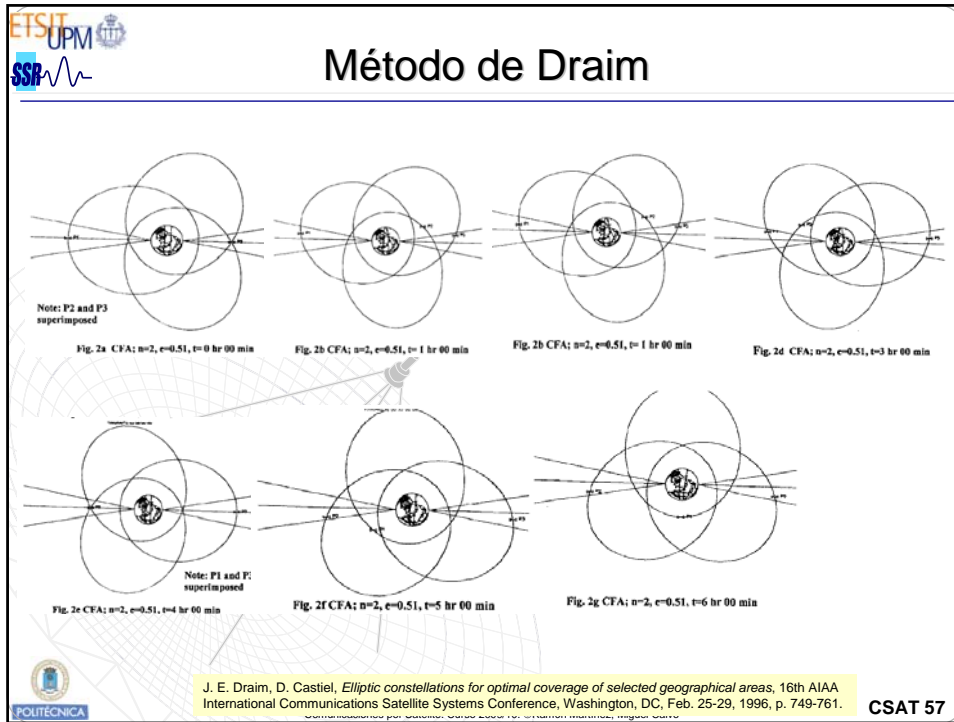 ETSIT
UPM
SSR
Método de Draim
P1
P2
Note: P2 and P3
superimposed
Fig. 2a CFA; n=2, e=0.51, t= 0 hr 00 min
Fig. 2b CFA; n=2, e=0.51, t= 1 hr 00 min
Fig. 2b CFA; n=2, e=0.51, t= 1 hr 00 min
Fig. 2d CFA; n=2, e=0.51, t=3 hr 00 min
Note: P1 and P2
superimposed
Fig. 2e CFA; n=2, e=0.51, t=4 hr 00 min
Fig. 2f CFA; n=2, e=0.51, t=5 hr 00 min
Fig. 2g CFA; n=2, e=0.51, t=6 hr 00 min
J. E. Draim, D. Castiel, Elliptic constellations for optimal coverage of selected geographical areas, 16th AIAA
International Communications Satellite Systems Conference, Washington, DC, Feb. 25-29, 1996, p. 749-761.
CSAT 57
POLITÉCNICA